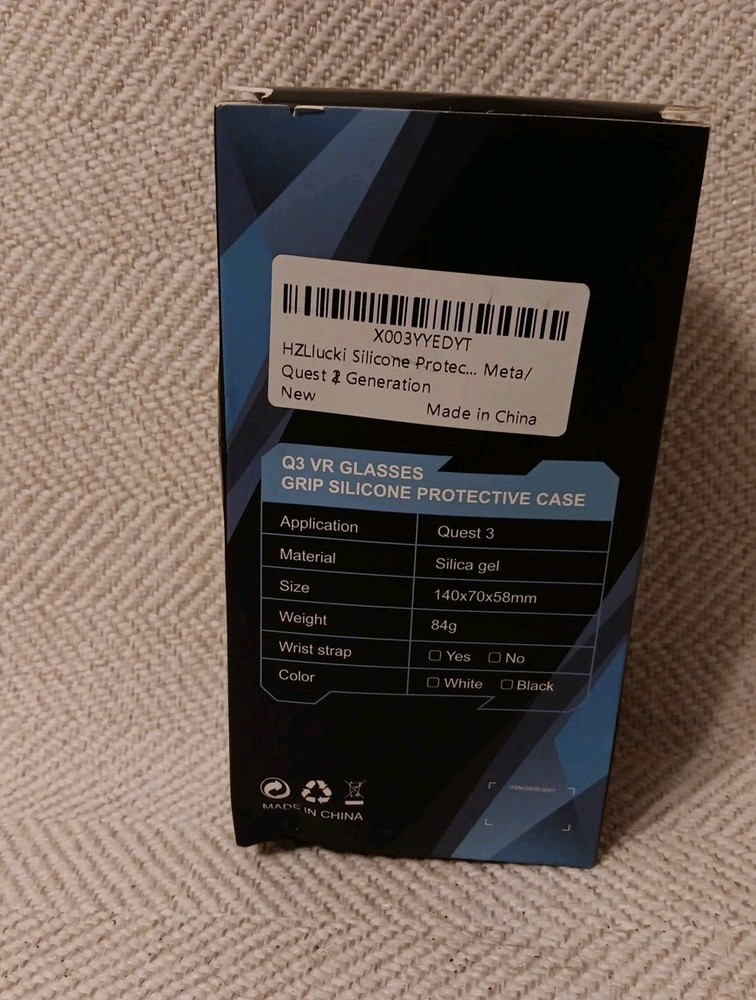 X003YYEDYT
HZLlucki Silicone Protec... Meta/
Quest Generation
New
Made in China
Q3 VR GLASSES
GRIP SILICONE PROTECTIVE CASE
Application Quest 3
Material Silica gel
Size 140x70x58mm
Weight 84g
Wrist strap Yes No
Color White Black
MADE IN CHINA